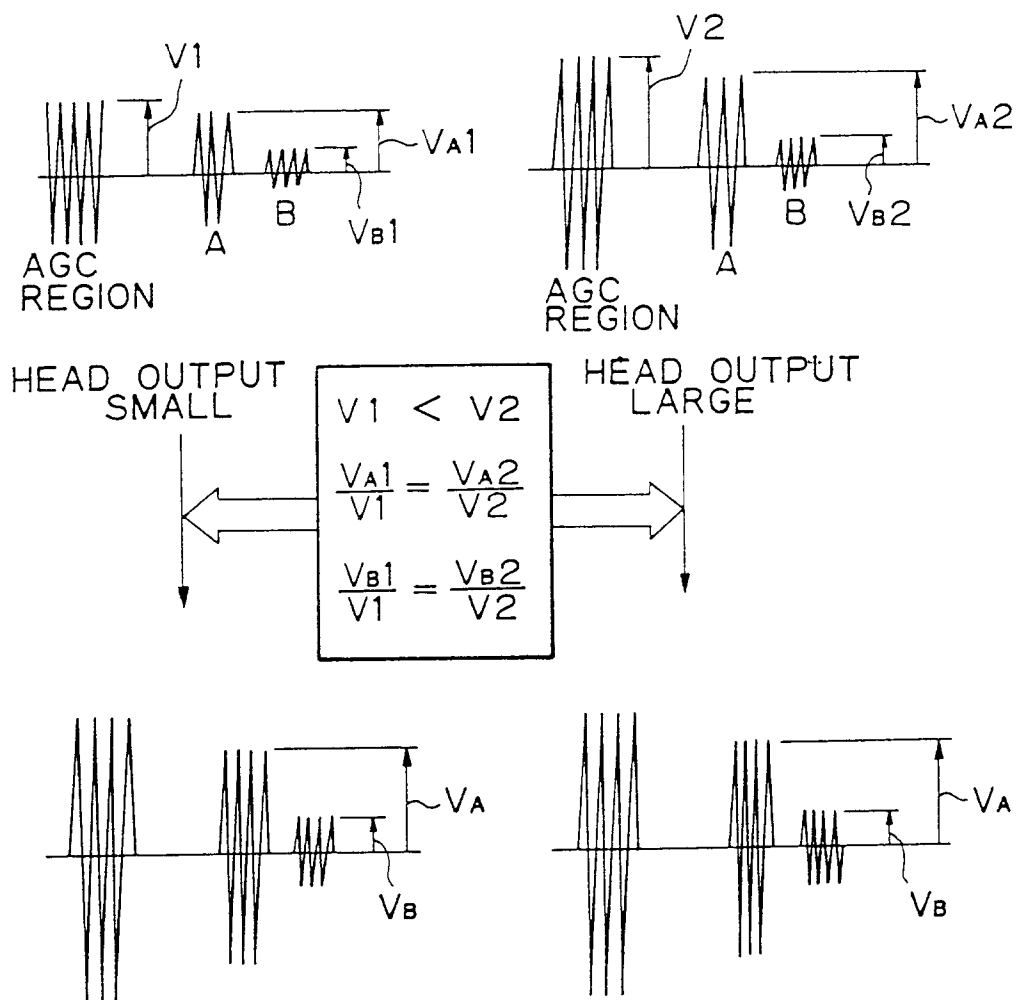 V1
VA1
VB1
A
B
AGC
REGION
V2
VA2
VB2
A
B
AGC
REGION
HEAD OUTPUT
SMALL
V1 < V2
VA1/V1 = VA2/V2
VB1/V1 = VB2/V2
HEAD OUTPUT
LARGE
VA
VB
VA
VB